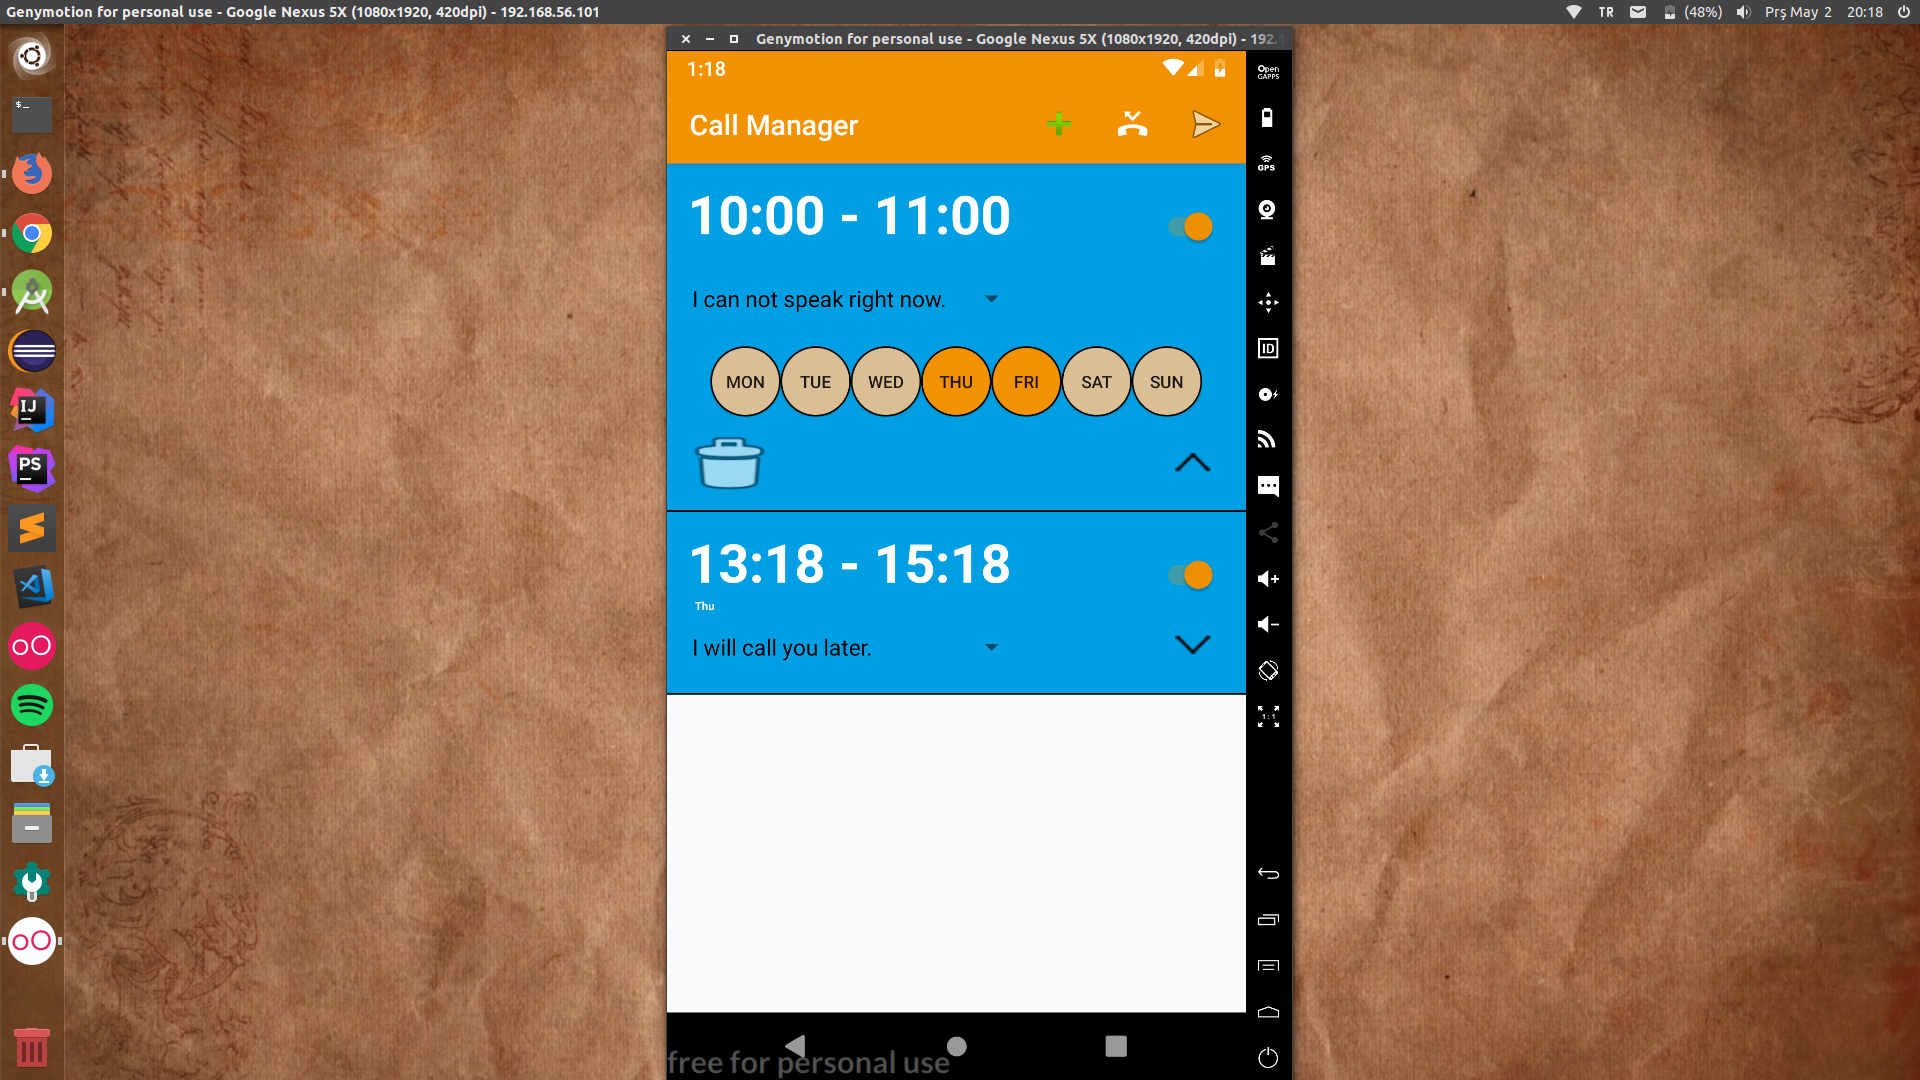 Genymotion for personal use - Google Nexus 5X (1080x1920, 420dpi) - 192.168.56.101
TR
(48%)
Prş May 2
20:18
Genymotion for personal use - Google Nexus 5X (1080x1920, 420dpi) - 192.
1:18
Call Manager
10:00 - 11:00
I can not speak right now.
MON TUE WED THU FRI SAT SUN
13:18 - 15:18
Thu
I will call you later.
free for personal use
Open
GAPPS
GPS
ID
1:1
$_
IJ
PS